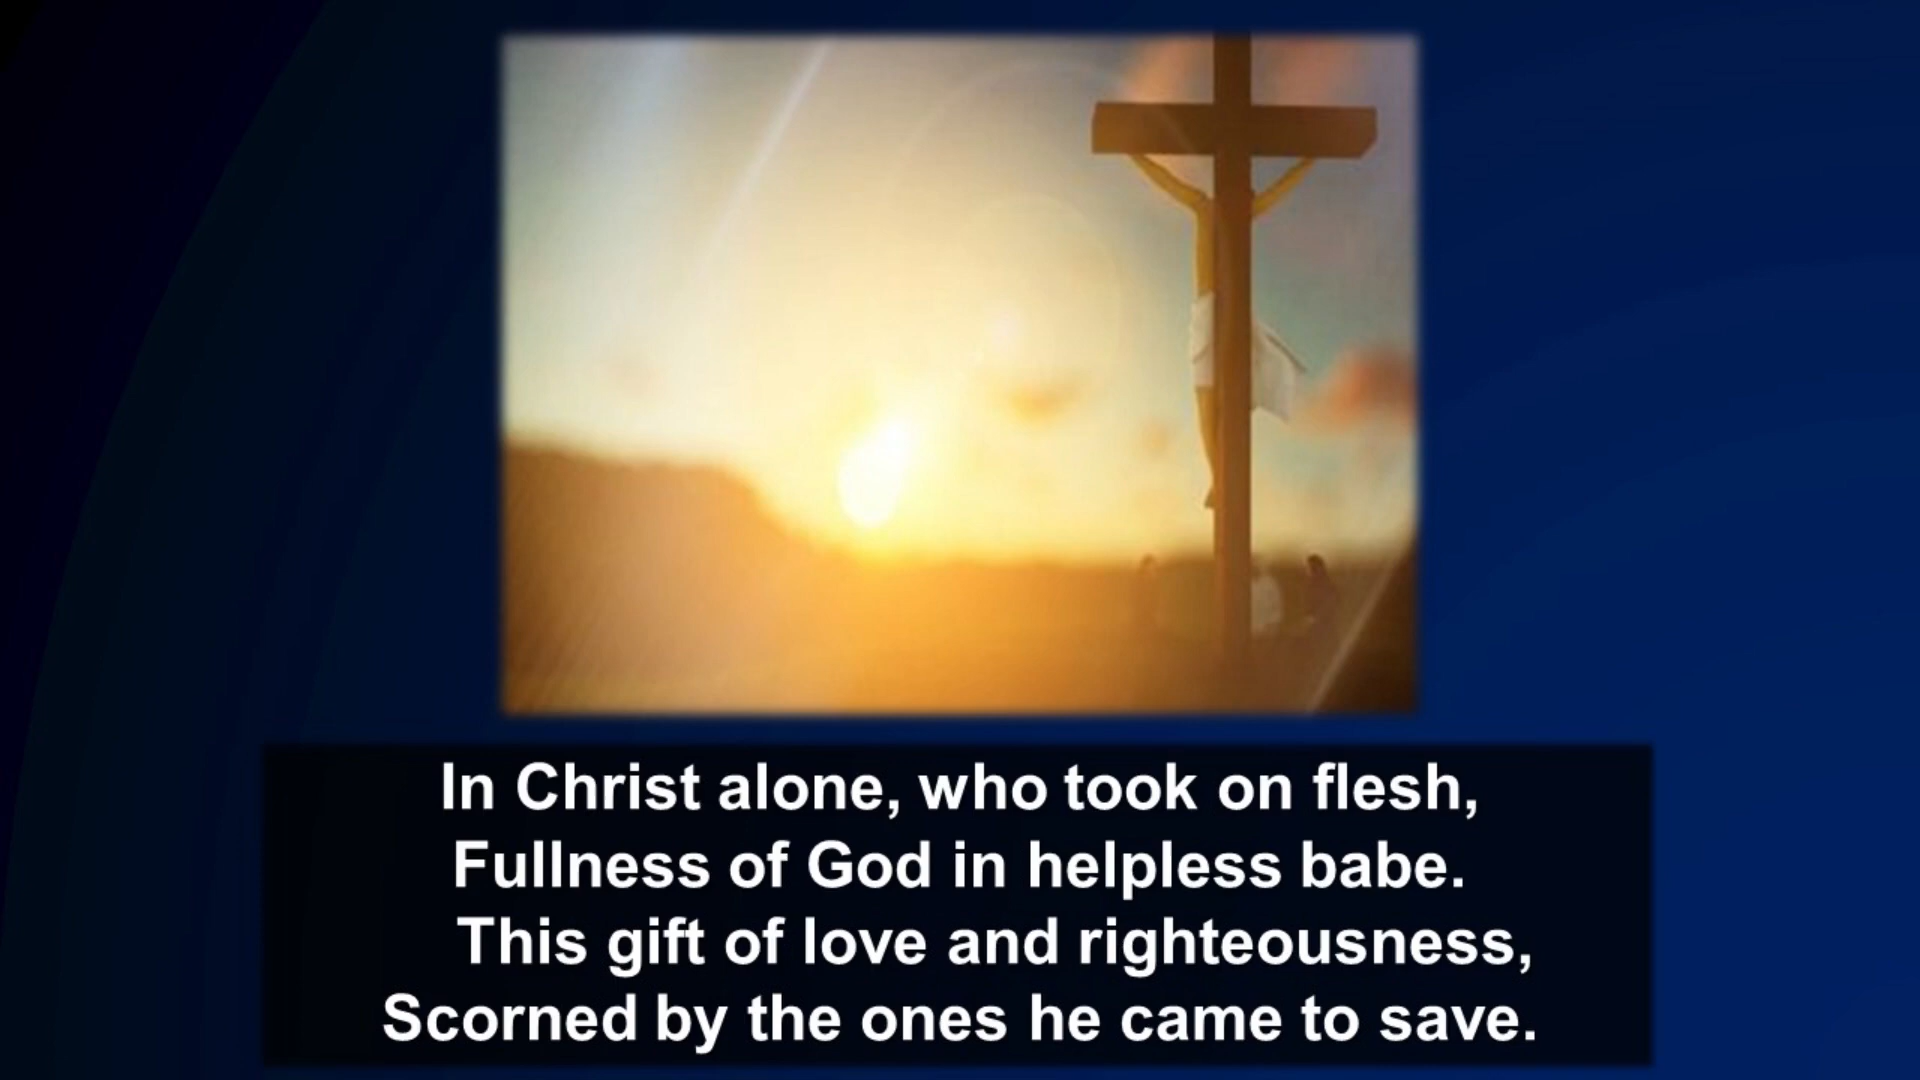 In Christ alone, who took on flesh,
Fullness of God in helpless babe.
This gift of love and righteousness,
Scorned by the ones he came to save.